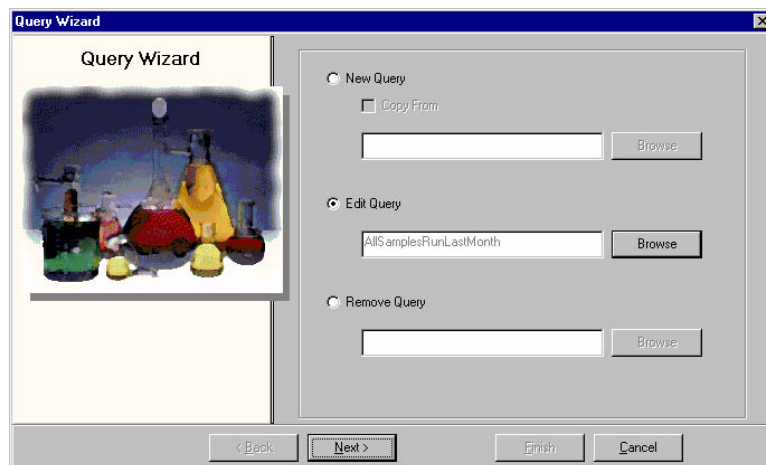 Query Wizard
Query Wizard
New Query
Copy From
Browse
Edit Query
AllSamplesRunLastMonth
Browse
Remove Query
Browse
< Back
Next >
Finish
Cancel